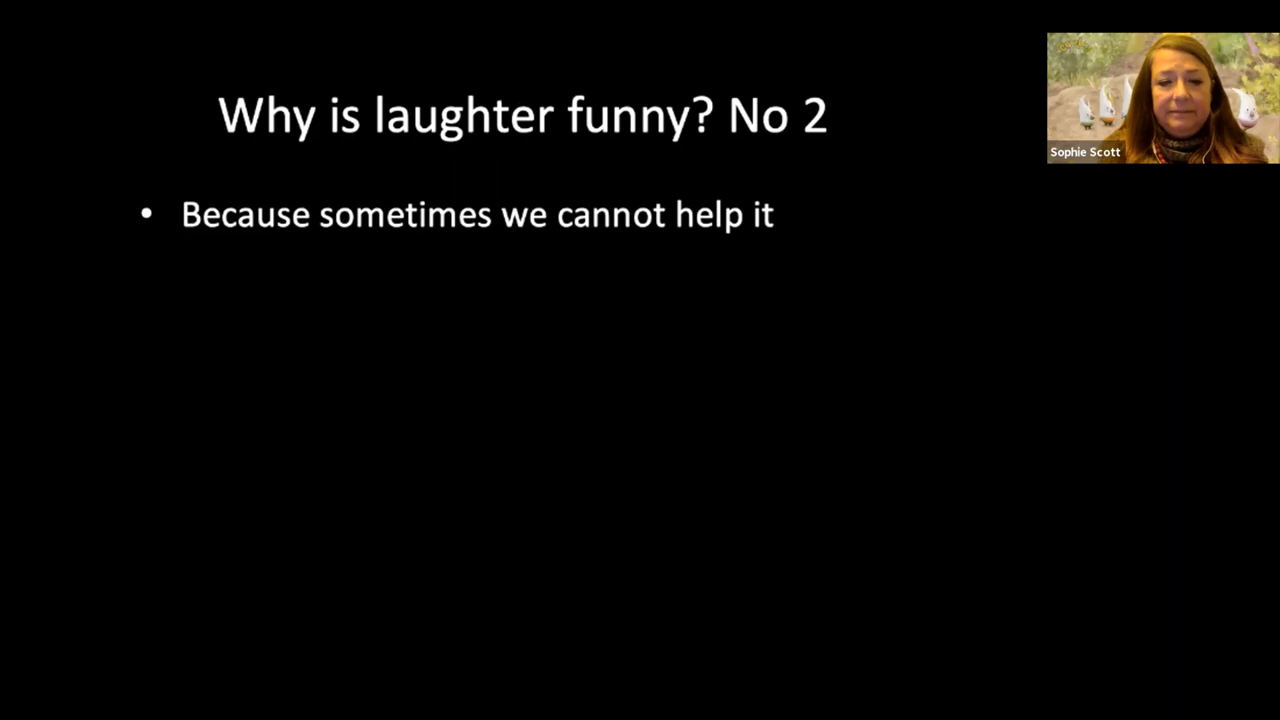 Why is laughter funny? No 2
• Because sometimes we cannot help it
Sophie Scott